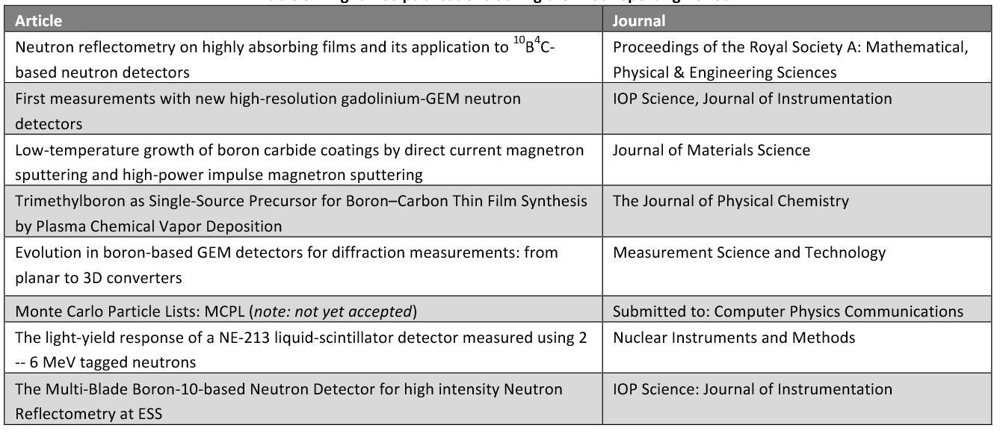 Article Journal
Neutron reflectometry on highly absorbing films and its application to ¹⁰B⁴C-
based neutron detectors
Proceedings of the Royal Society A: Mathematical,
Physical & Engineering Sciences
First measurements with new high-resolution gadolinium-GEM neutron
detectors
IOP Science, Journal of Instrumentation
Low-temperature growth of boron carbide coatings by direct current magnetron
sputtering and high-power impulse magnetron sputtering
Journal of Materials Science
Trimethylboron as Single-Source Precursor for Boron–Carbon Thin Film Synthesis
by Plasma Chemical Vapor Deposition
The Journal of Physical Chemistry
Evolution in boron-based GEM detectors for diffraction measurements: from
planar to 3D converters
Measurement Science and Technology
Monte Carlo Particle Lists: MCPL (note: not yet accepted)
Submitted to: Computer Physics Communications
The light-yield response of a NE-213 liquid-scintillator detector measured using 2
-- 6 MeV tagged neutrons
Nuclear Instruments and Methods
The Multi-Blade Boron-10-based Neutron Detector for high intensity Neutron
Reflectometry at ESS
IOP Science: Journal of Instrumentation